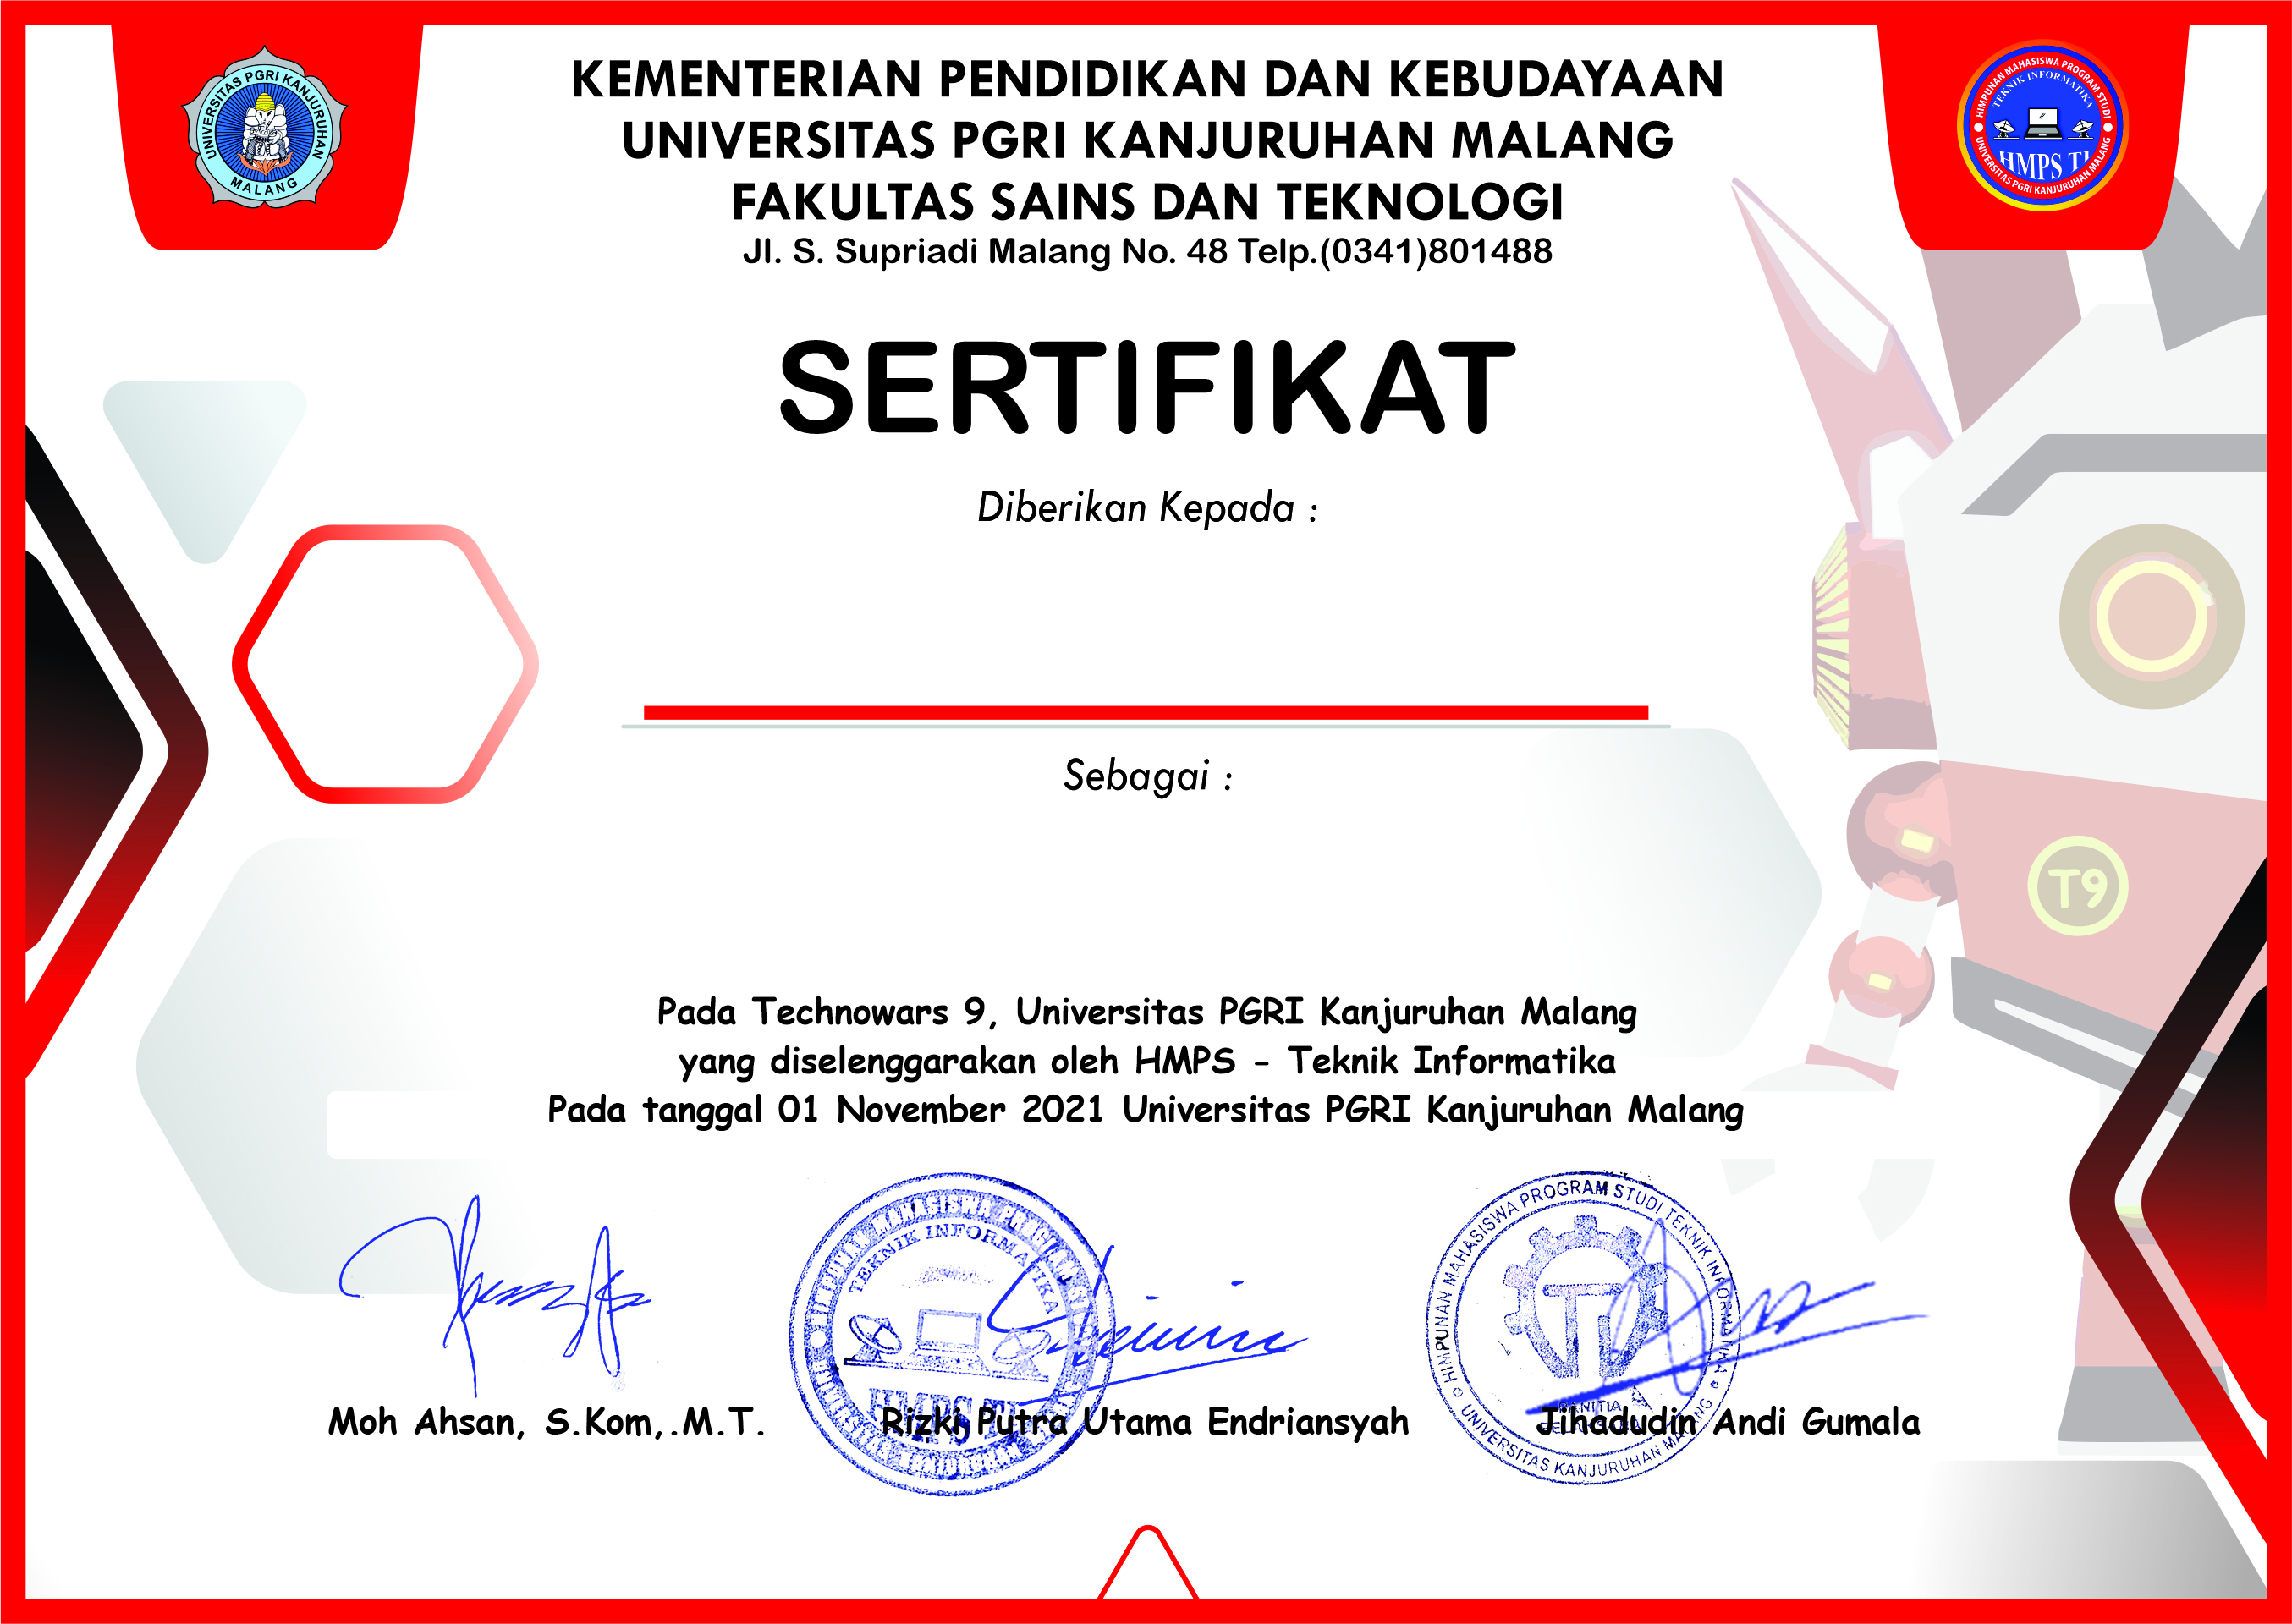 UNIVERSITAS PGRI KANJURUHAN
MALANG
HIMPUNAN MAHASISWA PROGRAM STUDI
TEKNIK INFORMATIKA
HMPS TI
UNIVERSITAS PGRI KANJURUHAN MALANG
KEMENTERIAN PENDIDIKAN DAN KEBUDAYAAN
UNIVERSITAS PGRI KANJURUHAN MALANG
FAKULTAS SAINS DAN TEKNOLOGI
Jl. S. Supriadi Malang No. 48 Telp.(0341)801488
SERTIFIKAT
Diberikan Kepada :
Sebagai :
T9
Pada Technowars 9, Universitas PGRI Kanjuruhan Malang
yang diselenggarakan oleh HMPS - Teknik Informatika
Pada tanggal 01 November 2021 Universitas PGRI Kanjuruhan Malang
MAHASISWA PROGRAM
TEKNIK INFORMATIKA
HMPS TI
HIMPUNAN MAHASISWA PROGRAM STUDI TEKNIK INFORMATIKA
UNIVERSITAS KANJURUHAN MALANG
Moh Ahsan, S.Kom,.M.T.
Rizki Putra Utama Endriansyah
Jihadudin Andi Gumala